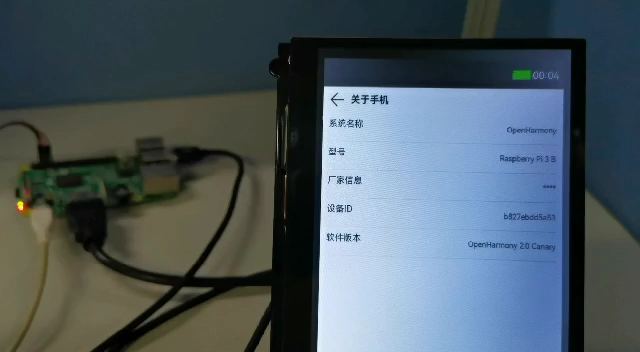 00:04
关于手机
系统名称
OpenHarmony
型号
Raspberry Pi 3 B
厂家信息
****
设备ID
软件版本
OpenHarmony 2.0 Canary